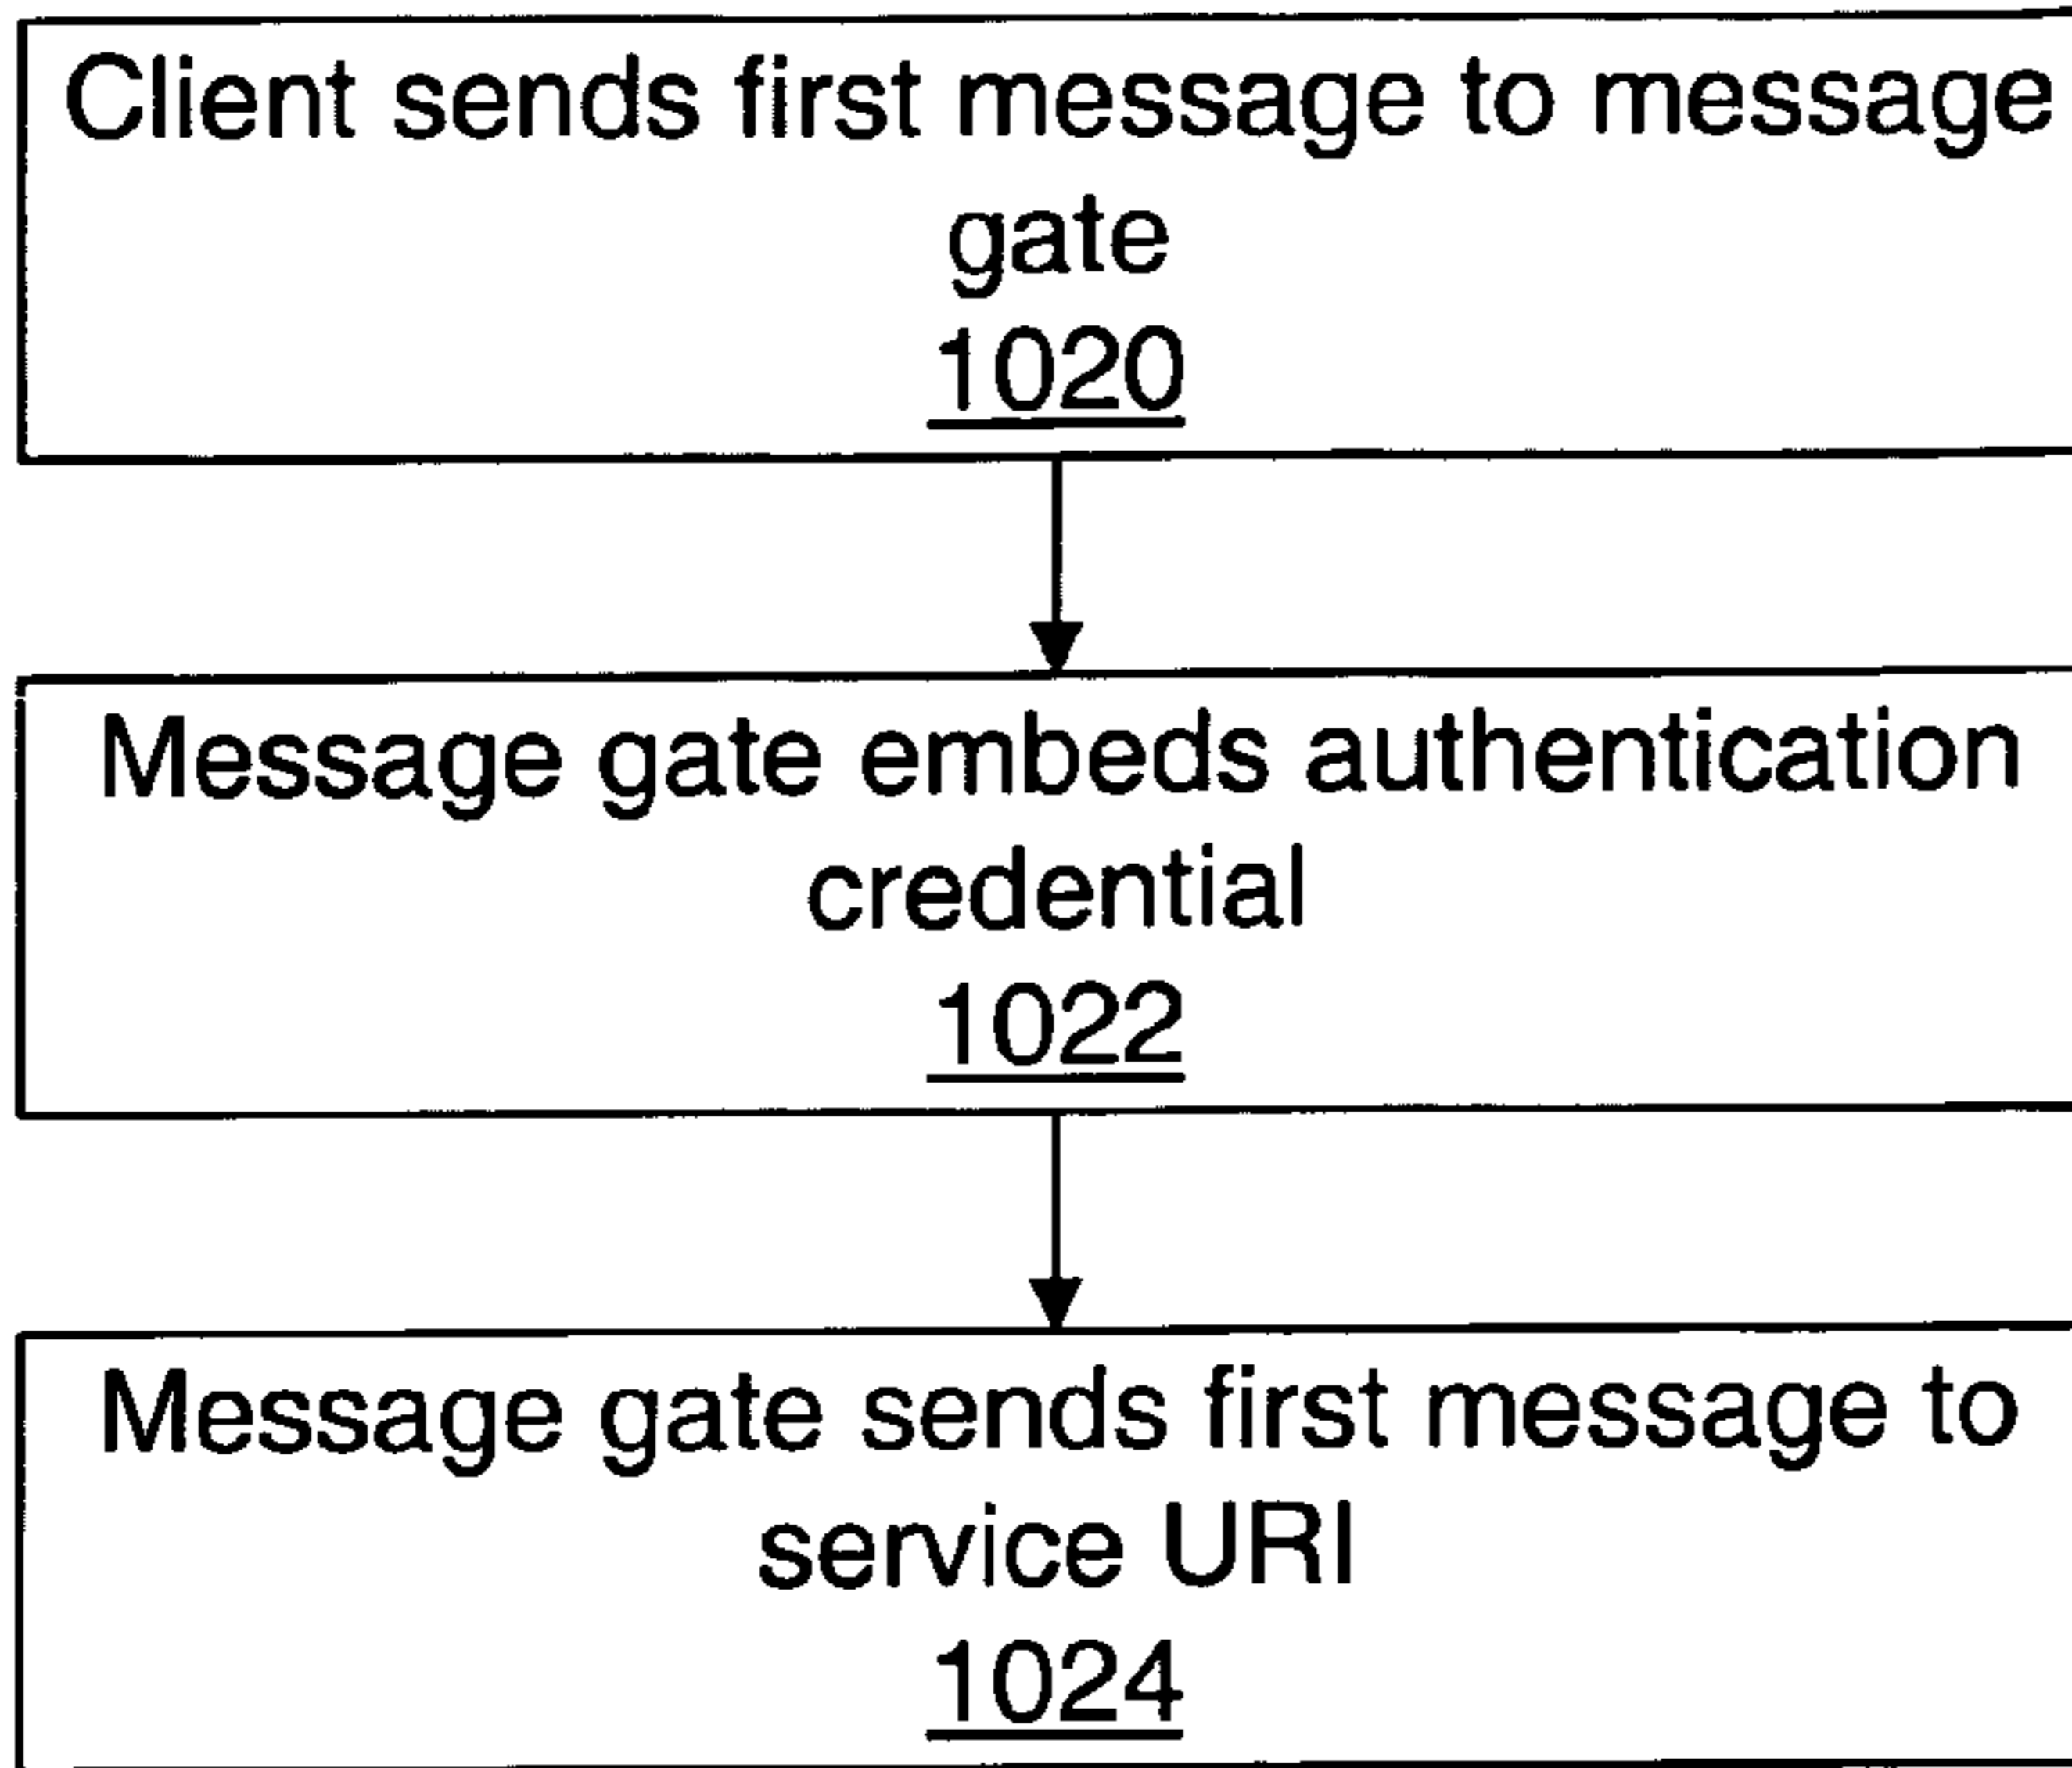 Client sends first message to message
gate
1020
Message gate embeds authentication
credential
1022
Message gate sends first message to
service URI
1024